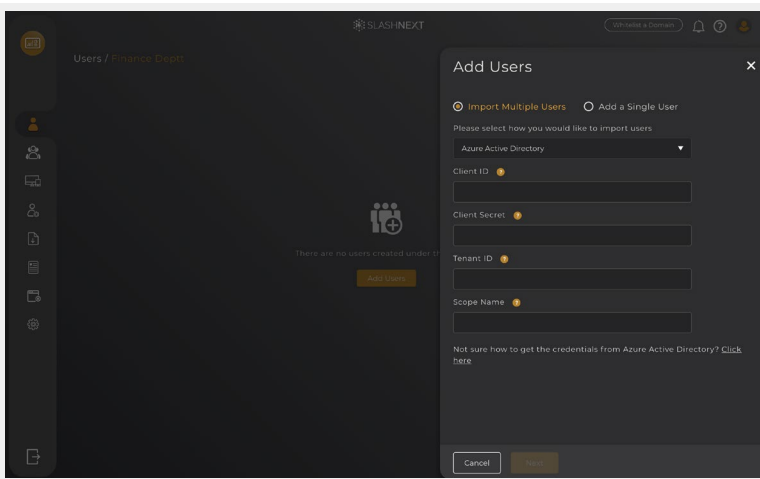 SLASHNEXT
Whitelist a Domain
Users / Finance Deptt
There are no users created under th
Add Users
Add Users
Import Multiple Users
Add a Single User
Please select how you would like to import users
Azure Active Directory
Client ID
Client Secret
Tenant ID
Scope Name
Not sure how to get the credentials from Azure Active Directory? Click
here
Cancel
Next